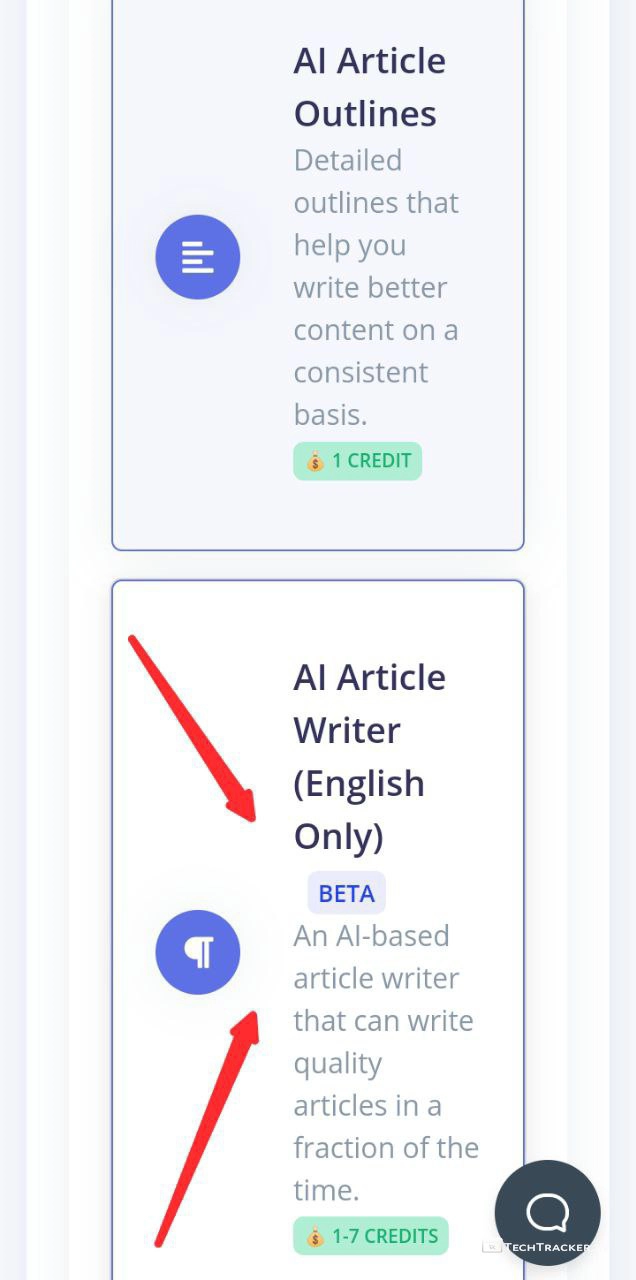 AI Article
Outlines
Detailed
outlines that
help you
write better
content on a
consistent
basis.
💰 1 CREDIT
AI Article
Writer
(English
Only)
BETA
An AI-based
article writer
that can write
quality
articles in a
fraction of the
time.
💰 1-7 CREDITS
TECHTRACKER